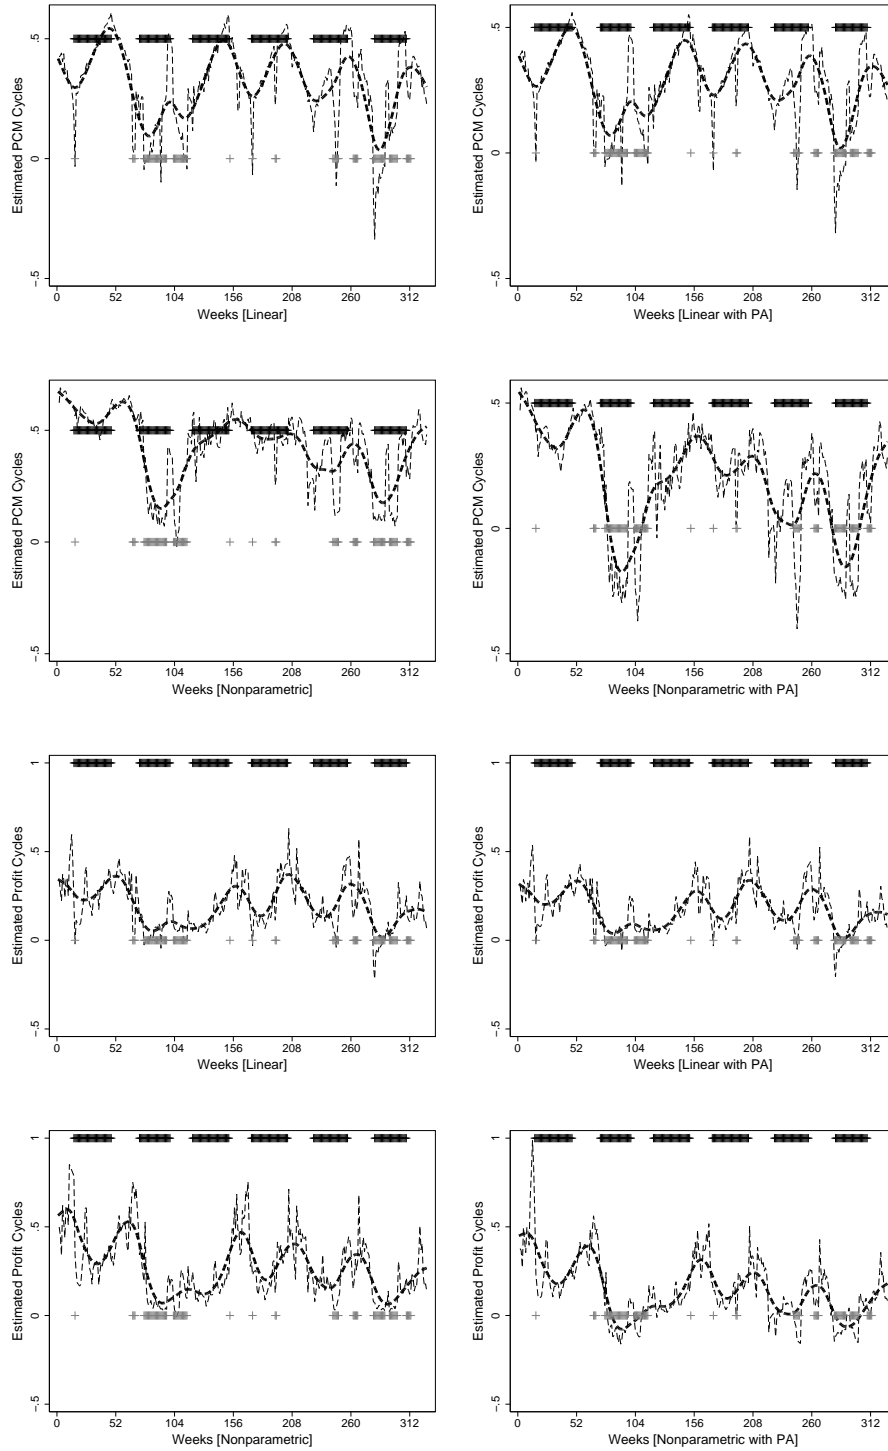 Estimated PCM Cycles
.5
0
-.5
0 52 104 156 208 260 312
Weeks [Linear]
Estimated PCM Cycles
.5
0
-.5
0 52 104 156 208 260 312
Weeks [Linear with PA]
Estimated PCM Cycles
.5
0
-.5
0 52 104 156 208 260 312
Weeks [Nonparametric]
Estimated PCM Cycles
.5
0
-.5
0 52 104 156 208 260 312
Weeks [Nonparametric with PA]
Estimated Profit Cycles
1
.5
0
-.5
0 52 104 156 208 260 312
Weeks [Linear]
Estimated Profit Cycles
1
.5
0
-.5
0 52 104 156 208 260 312
Weeks [Linear with PA]
Estimated Profit Cycles
1
.5
0
-.5
0 52 104 156 208 260 312
Weeks [Nonparametric]
Estimated Profit Cycles
1
.5
0
-.5
0 52 104 156 208 260 312
Weeks [Nonparametric with PA]